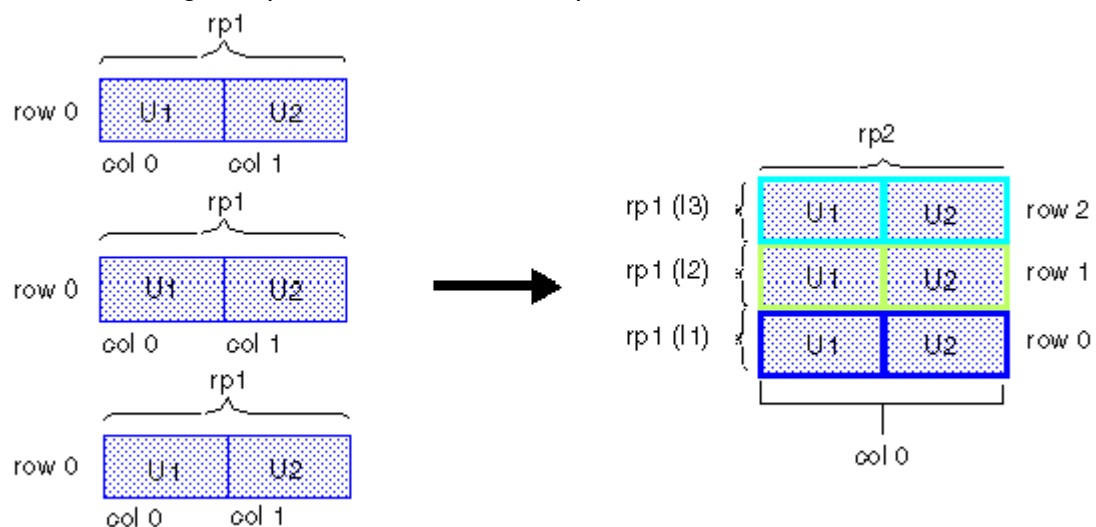 rp1
row 0 U1 U2
col 0 col 1
rp1
row 0 U1 U2
col 0 col 1
rp1
row 0 U1 U2
col 0 col 1
rp2
rp1 (I3) U1 U2 row 2
rp1 (I2) U1 U2 row 1
rp1 (I1) U1 U2 row 0
col 0